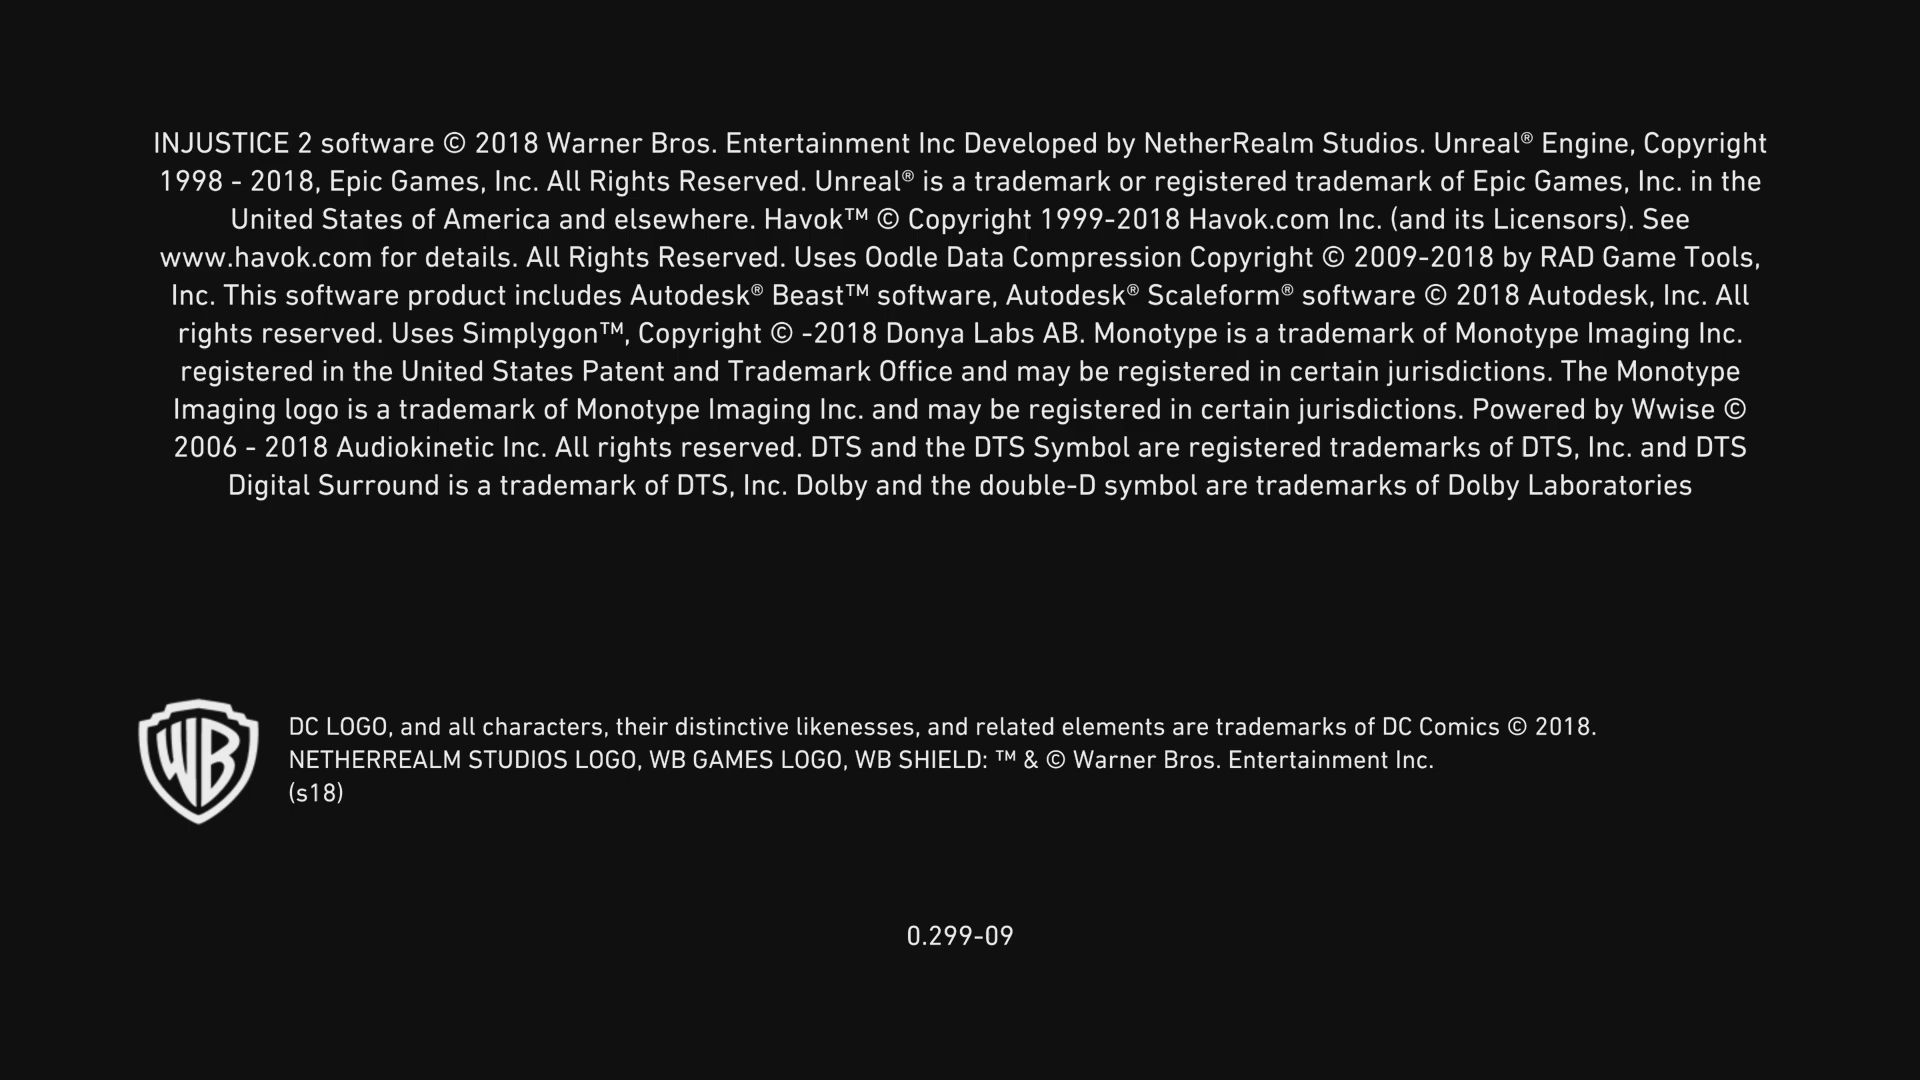 INJUSTICE 2 software © 2018 Warner Bros. Entertainment Inc Developed by NetherRealm Studios. Unreal® Engine, Copyright
1998 - 2018, Epic Games, Inc. All Rights Reserved. Unreal® is a trademark or registered trademark of Epic Games, Inc. in the
United States of America and elsewhere. Havok™ © Copyright 1999-2018 Havok.com Inc. (and its Licensors). See
www.havok.com for details. All Rights Reserved. Uses Oodle Data Compression Copyright © 2009-2018 by RAD Game Tools,
Inc. This software product includes Autodesk® Beast™ software, Autodesk® Scaleform® software © 2018 Autodesk, Inc. All
rights reserved. Uses Simplygon™, Copyright © -2018 Donya Labs AB. Monotype is a trademark of Monotype Imaging Inc.
registered in the United States Patent and Trademark Office and may be registered in certain jurisdictions. The Monotype
Imaging logo is a trademark of Monotype Imaging Inc. and may be registered in certain jurisdictions. Powered by Wwise ©
2006 - 2018 Audiokinetic Inc. All rights reserved. DTS and the DTS Symbol are registered trademarks of DTS, Inc. and DTS
Digital Surround is a trademark of DTS, Inc. Dolby and the double-D symbol are trademarks of Dolby Laboratories
WB
DC LOGO, and all characters, their distinctive likenesses, and related elements are trademarks of DC Comics © 2018.
NETHERREALM STUDIOS LOGO, WB GAMES LOGO, WB SHIELD: ™ & © Warner Bros. Entertainment Inc.
(s18)
0.299-09